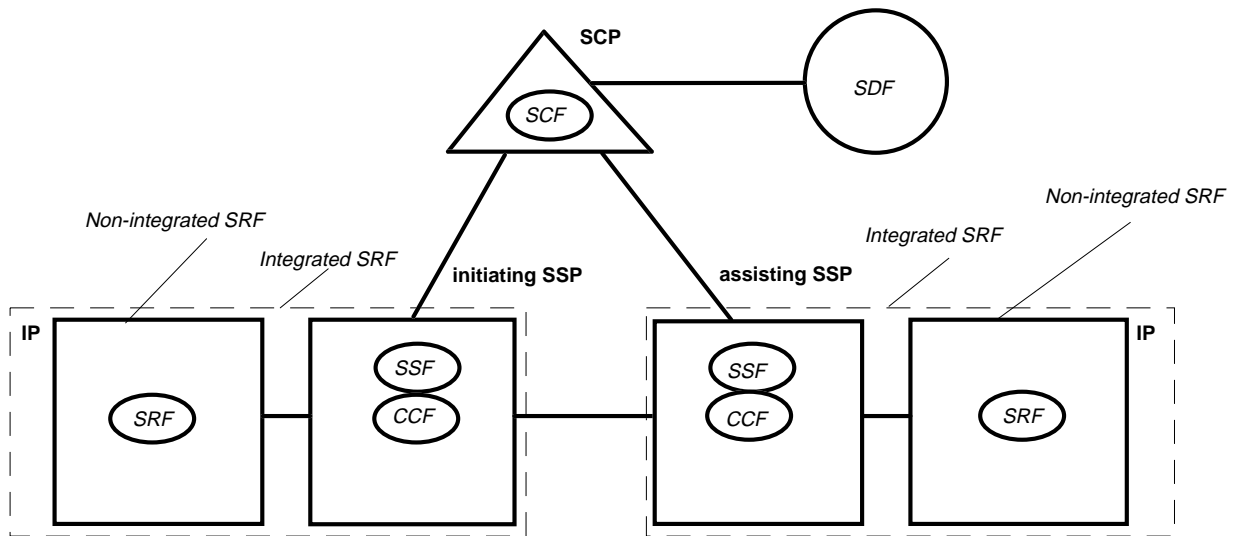 SCP
SDF
SCF
Non-integrated SRF
Non-integrated SRF
Integrated SRF
Integrated SRF
initiating SSP
assisting SSP
IP
IP
SSF
SSF
SRF
CCF
CCF
SRF